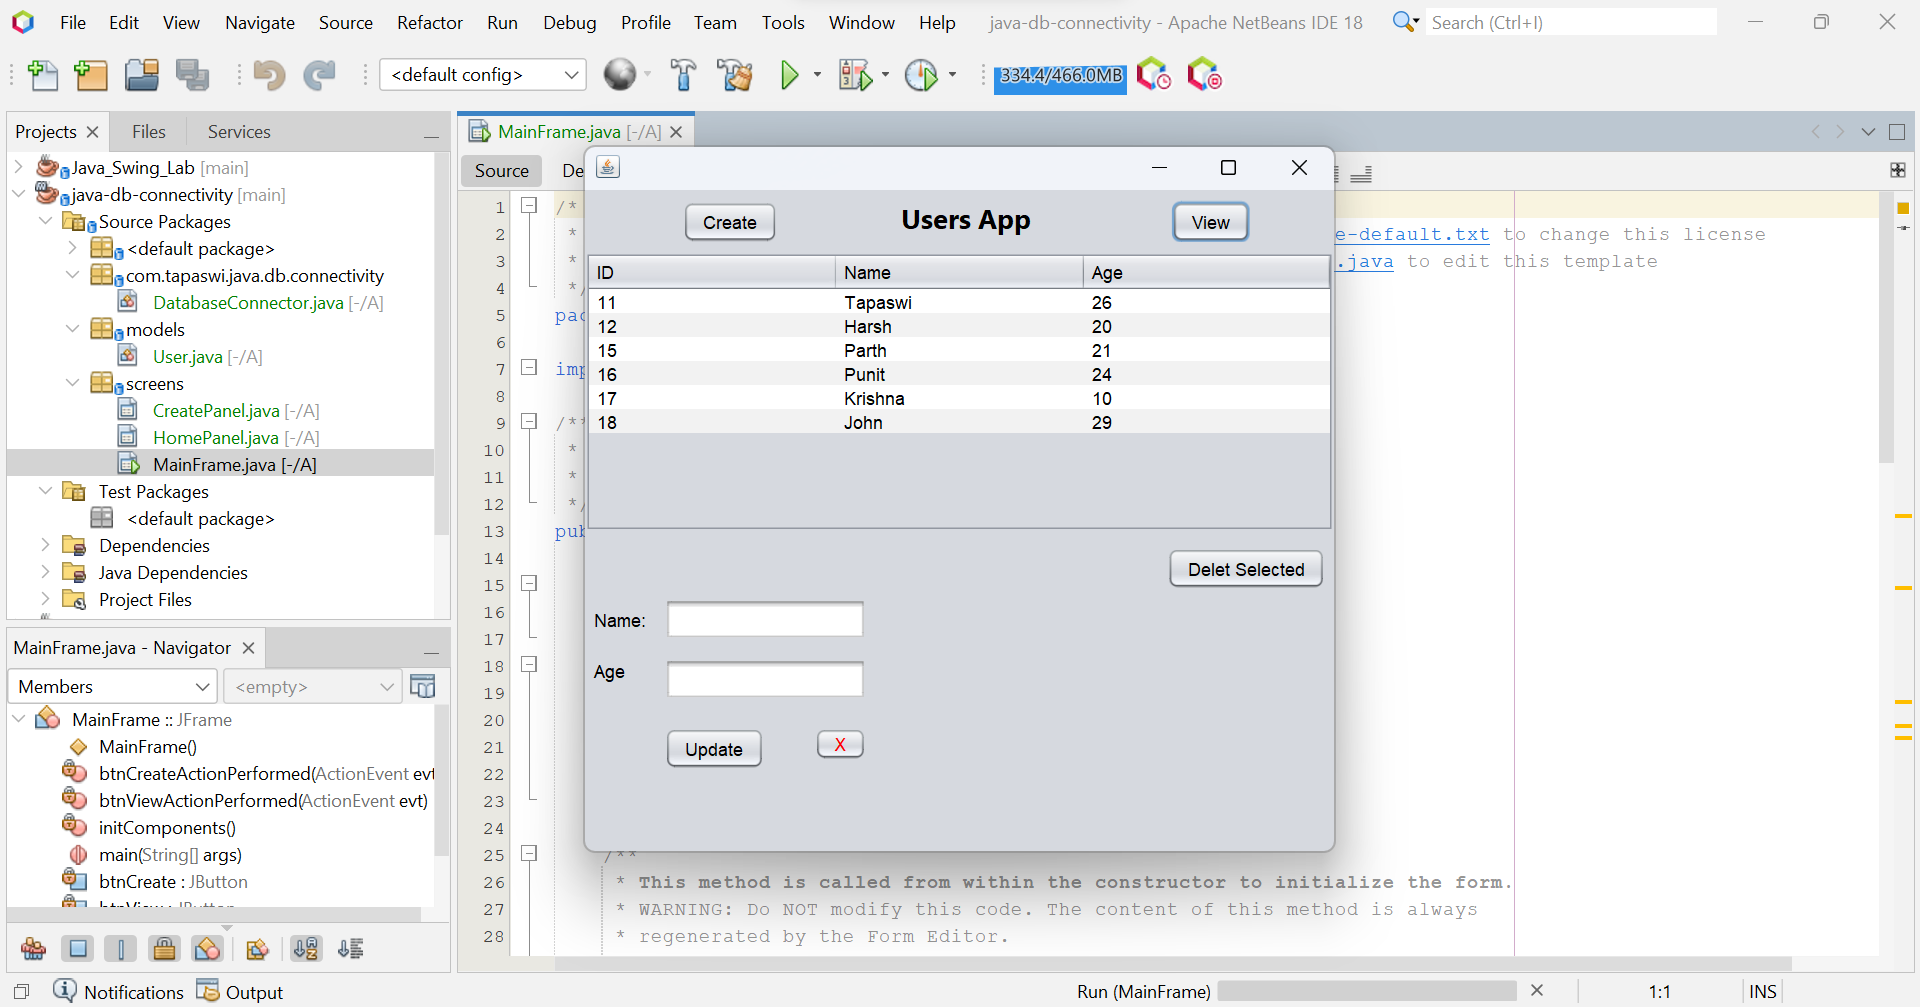 File Edit View Navigate Source Refactor Run Debug Profile Team Tools Window Help java-db-connectivity - Apache NetBeans IDE 18 Search (Ctrl+I)
<default config> 334.4/466.0MB
Projects Files Services
MainFrame.java [-/A]
Java_Swing_Lab [main]
java-db-connectivity [main]
Source Packages
<default package>
com.tapaswi.java.db.connectivity
DatabaseConnector.java [-/A]
models
User.java [-/A]
screens
CreatePanel.java [-/A]
HomePanel.java [-/A]
MainFrame.java [-/A]
Test Packages
<default package>
Dependencies
Java Dependencies
Project Files
MainFrame.java - Navigator
Members <empty>
MainFrame :: JFrame
MainFrame()
btnCreateActionPerformed(ActionEvent evt
btnViewActionPerformed(ActionEvent evt)
initComponents()
main(String[] args)
btnCreate : JButton
Source De
1 /*
2 * e-default.txt to change this license
3 * .java to edit this template
4 */
5 pac
6
7 imp
8
9 /**
10 *
11 *
12 */
13 pub
14
15
16
17
18
19
20
21
22
23
24
25 /**
26 * This method is called from within the constructor to initialize the form.
27 * WARNING: Do NOT modify this code. The content of this method is always
28 * regenerated by the Form Editor.
Create Users App View
ID Name Age
11 Tapaswi 26
12 Harsh 20
15 Parth 21
16 Punit 24
17 Krishna 10
18 John 29
Delet Selected
Name:
Age
Update X
Notifications Output Run (MainFrame) 1:1 INS